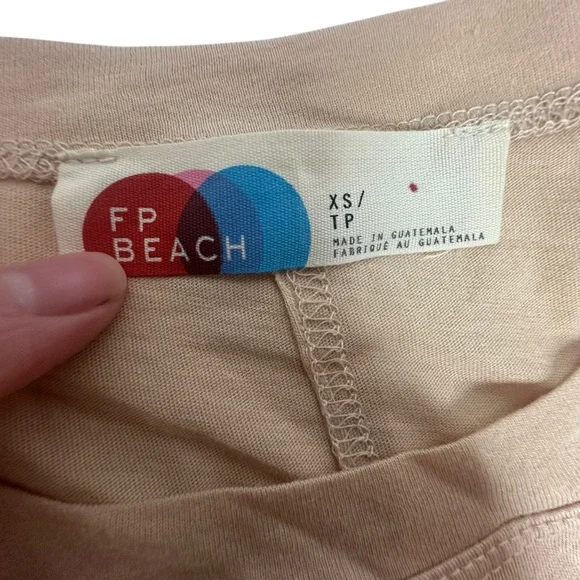 FP
BEACH
XS/
TP
MADE IN GUATEMALA
FABRIQUÉ AU GUATEMALA